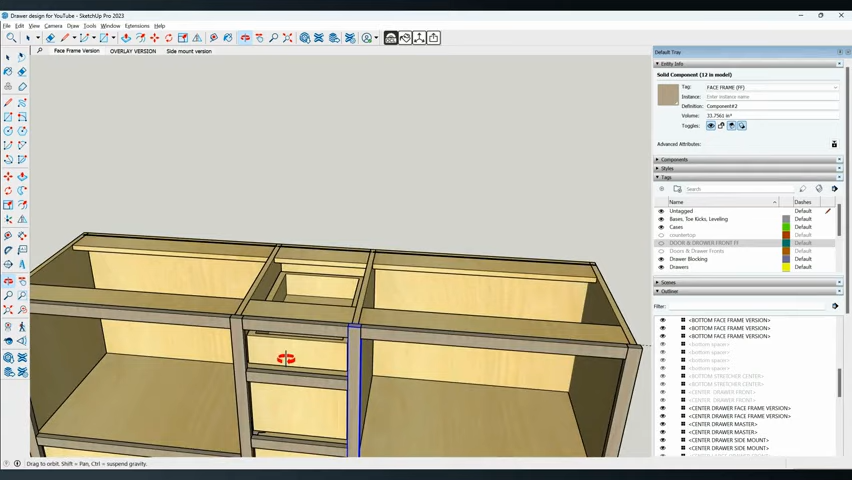 Drawer design for YouTube - SketchUp Pro 2023
File Edit View Camera Draw Tools Window Extensions Help
Face Frame Version OVERLAY VERSION Side mount version
Default Tray
Entity Info
Solid Component (12 in model)
Tag: FACE FRAME (FF)
Instance: Enter instance name
Definition: Component#2
Volume: 33.7561 in³
Toggles:
Advanced Attributes:
Components
Styles
Tags
Search
Name Dashes
Untagged Default
Bases, Toe Kicks, Leveling Default
Cases Default
countertop Default
DOOR & DRAWER FRONT FF Default
Doors & Drawer Fronts Default
Drawer Blocking Default
Drawers Default
Scenes
Outliner
Filter:
<BOTTOM FACE FRAME VERSION>
<BOTTOM FACE FRAME VERSION>
<BOTTOM FACE FRAME VERSION>
<bottom spacer>
<bottom spacer>
<bottom spacer>
<bottom spacer>
<BOTTOM STRETCHER CENTER>
<BOTTOM STRETCHER CENTER>
<CENTER DRAWER FRONT>
<CENTER DRAWER FRONT>
<CENTER DRAWER FACE FRAME VERSION>
<CENTER DRAWER FACE FRAME VERSION>
<CENTER DRAWER MASTER>
<CENTER DRAWER MASTER>
<CENTER DRAWER SIDE MOUNT>
<CENTER DRAWER SIDE MOUNT>
Drag to orbit. Shift = Pan, Ctrl = suspend gravity.